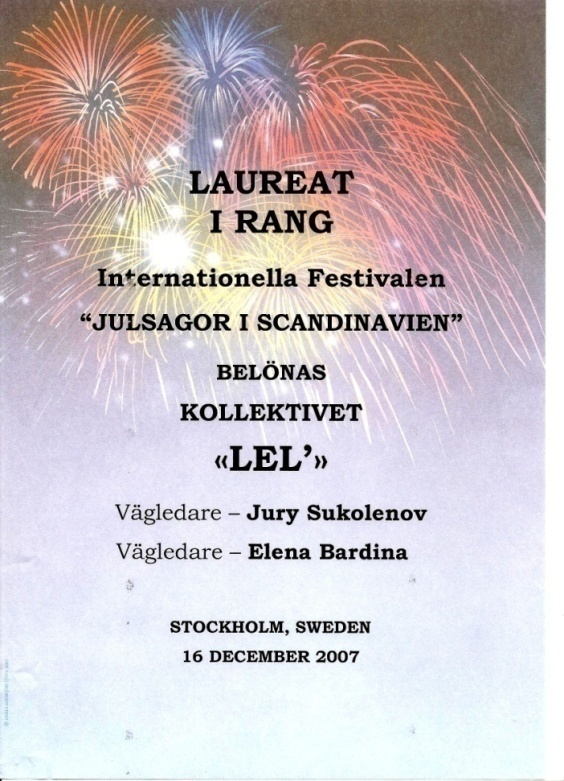 LAUREAT
I RANG
Internationella Festivalen
“JULSAGOR I SCANDINAVIEN”
BELÖNAS
KOLLEKTIVET
«LEL’»
Vägledare – Jury Sukolenov
Vägledare – Elena Bardina
STOCKHOLM, SWEDEN
16 DECEMBER 2007